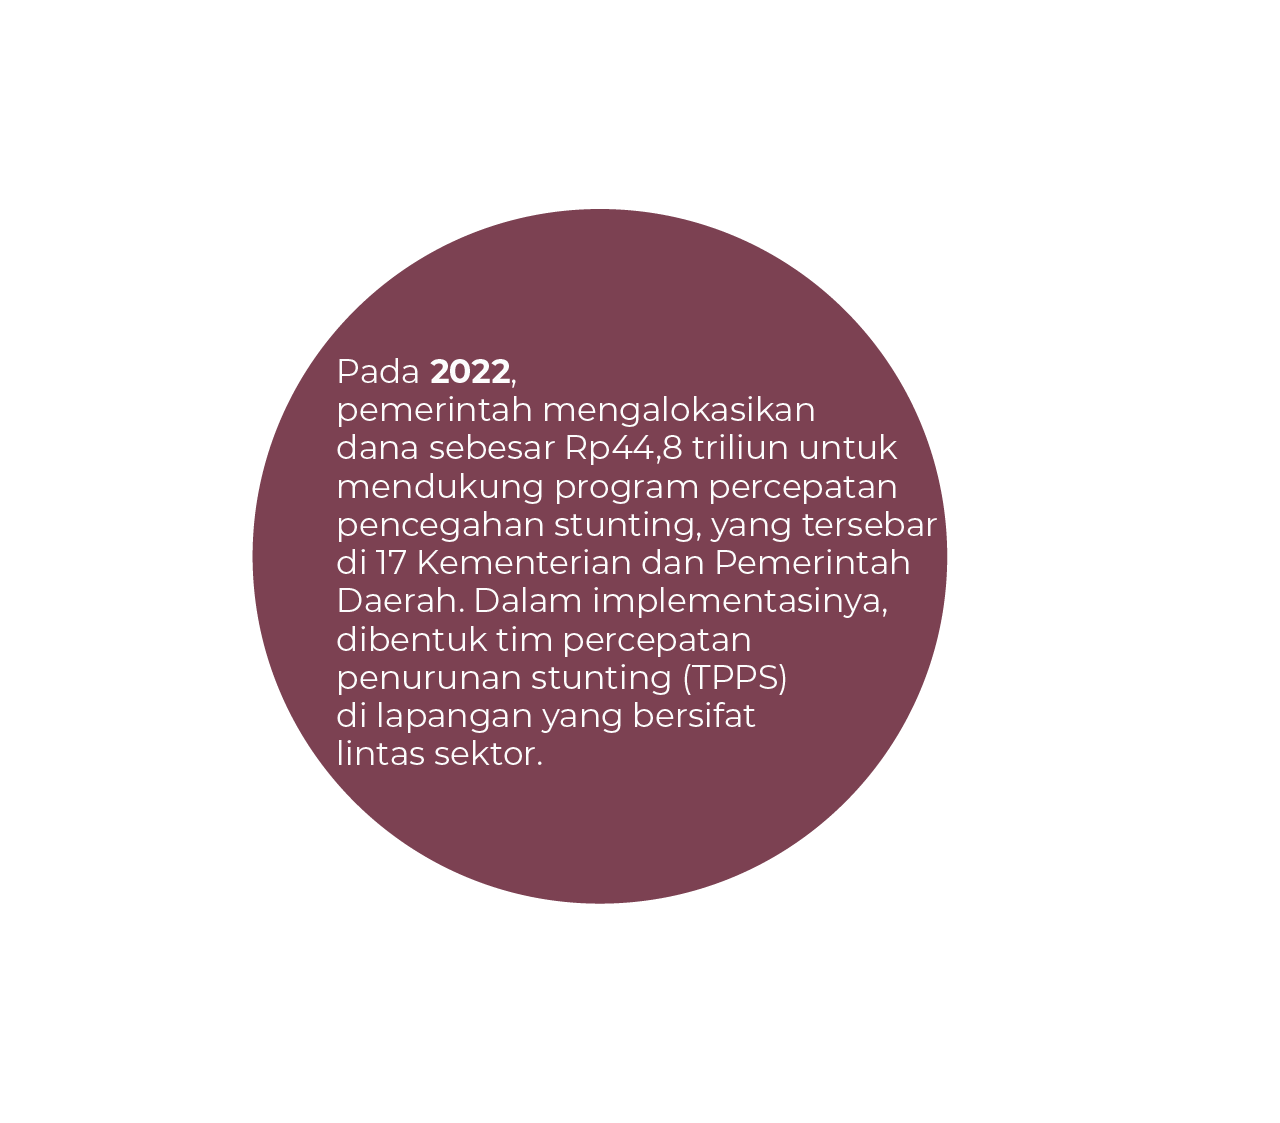 Pada 2022,
pemerintah mengalokasikan
dana sebesar Rp44,8 triliun untuk
mendukung program percepatan
pencegahan stunting, yang tersebar
di 17 Kementerian dan Pemerintah
Daerah. Dalam implementasinya,
dibentuk tim percepatan
penurunan stunting (TPPS)
di lapangan yang bersifat
lintas sektor.